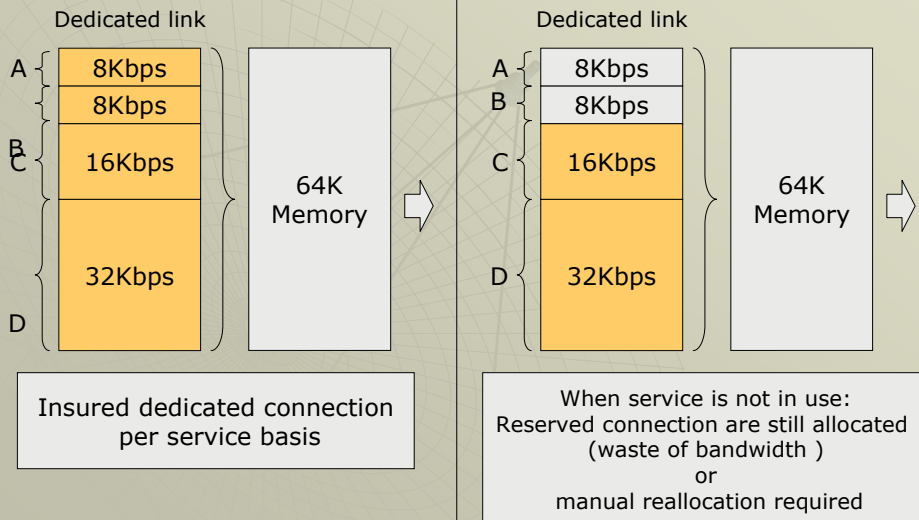 Dedicated link
A
8Kbps
8Kbps
B
C
16Kbps
32Kbps
D
64K
Memory
Insured dedicated connection
per service basis
Dedicated link
A
8Kbps
B
8Kbps
C
16Kbps
D
32Kbps
64K
Memory
When service is not in use:
Reserved connection are still allocated
(waste of bandwidth )
or
manual reallocation required